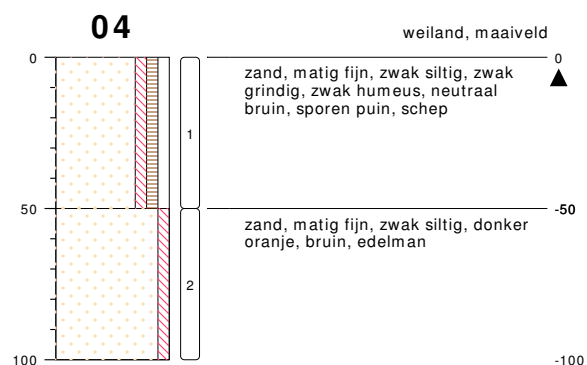 04
weiland, maaiveld
0
0
zand, matig fijn, zwak siltig, zwak
grindig, zwak humeus, neutraal
bruin, sporen puin, schep
1
50
-50
zand, matig fijn, zwak siltig, donker
oranje, bruin, edelman
2
100
-100